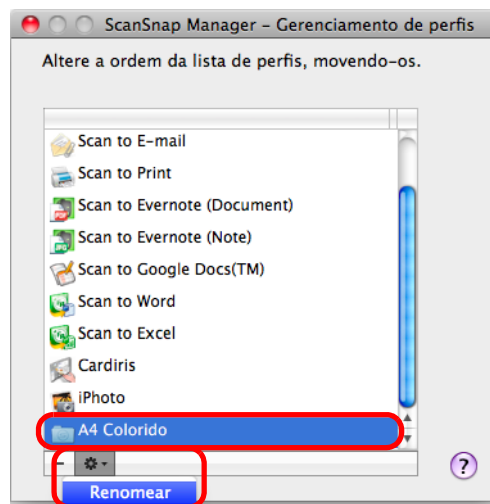 ScanSnap Manager – Gerenciamento de perfis
Altere a ordem da lista de perfis, movendo-os.
Scan to E-mail
Scan to Print
Scan to Evernote (Document)
Scan to Evernote (Note)
Scan to Google Docs(TM)
Scan to Word
Scan to Excel
Cardiris
iPhoto
A4 Colorido
?
Renomear